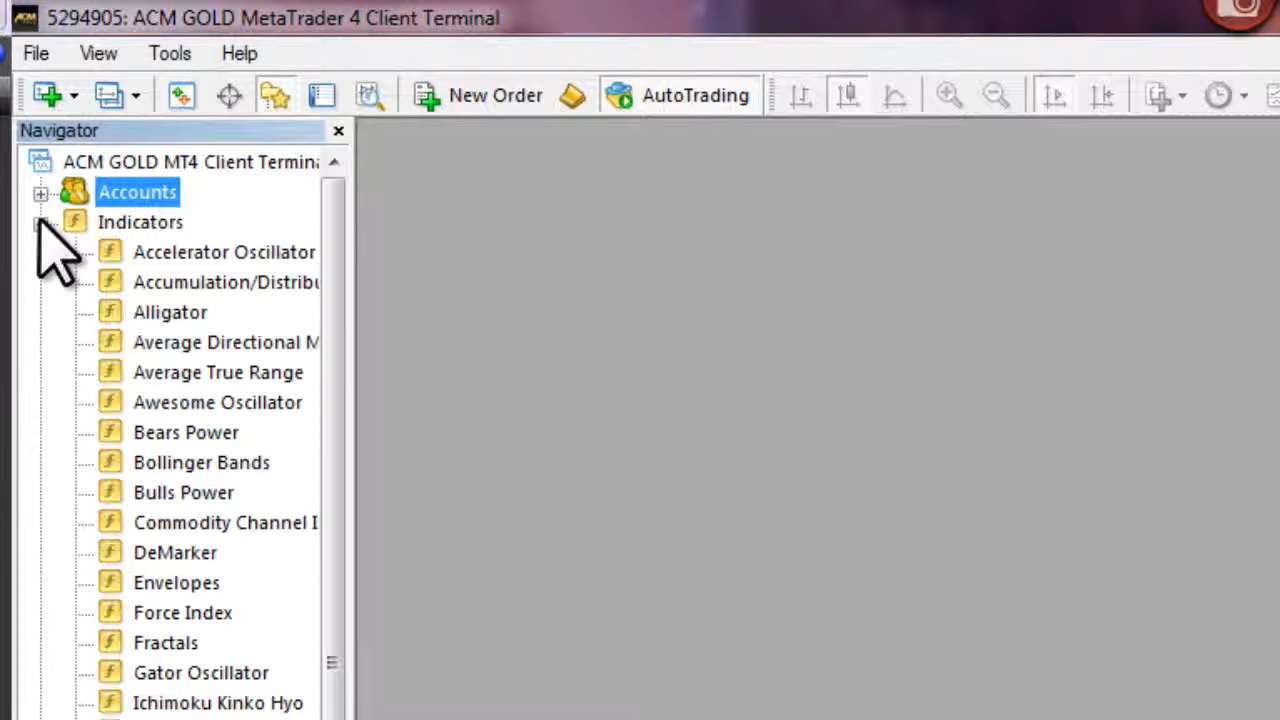 5294905: ACM GOLD MetaTrader 4 Client Terminal
File View Tools Help
New Order AutoTrading
Navigator
ACM GOLD MT4 Client Termina
Accounts
Indicators
Accelerator Oscillator
Accumulation/Distribu
Alligator
Average Directional M
Average True Range
Awesome Oscillator
Bears Power
Bollinger Bands
Bulls Power
Commodity Channel I
DeMarker
Envelopes
Force Index
Fractals
Gator Oscillator
Ichimoku Kinko Hyo